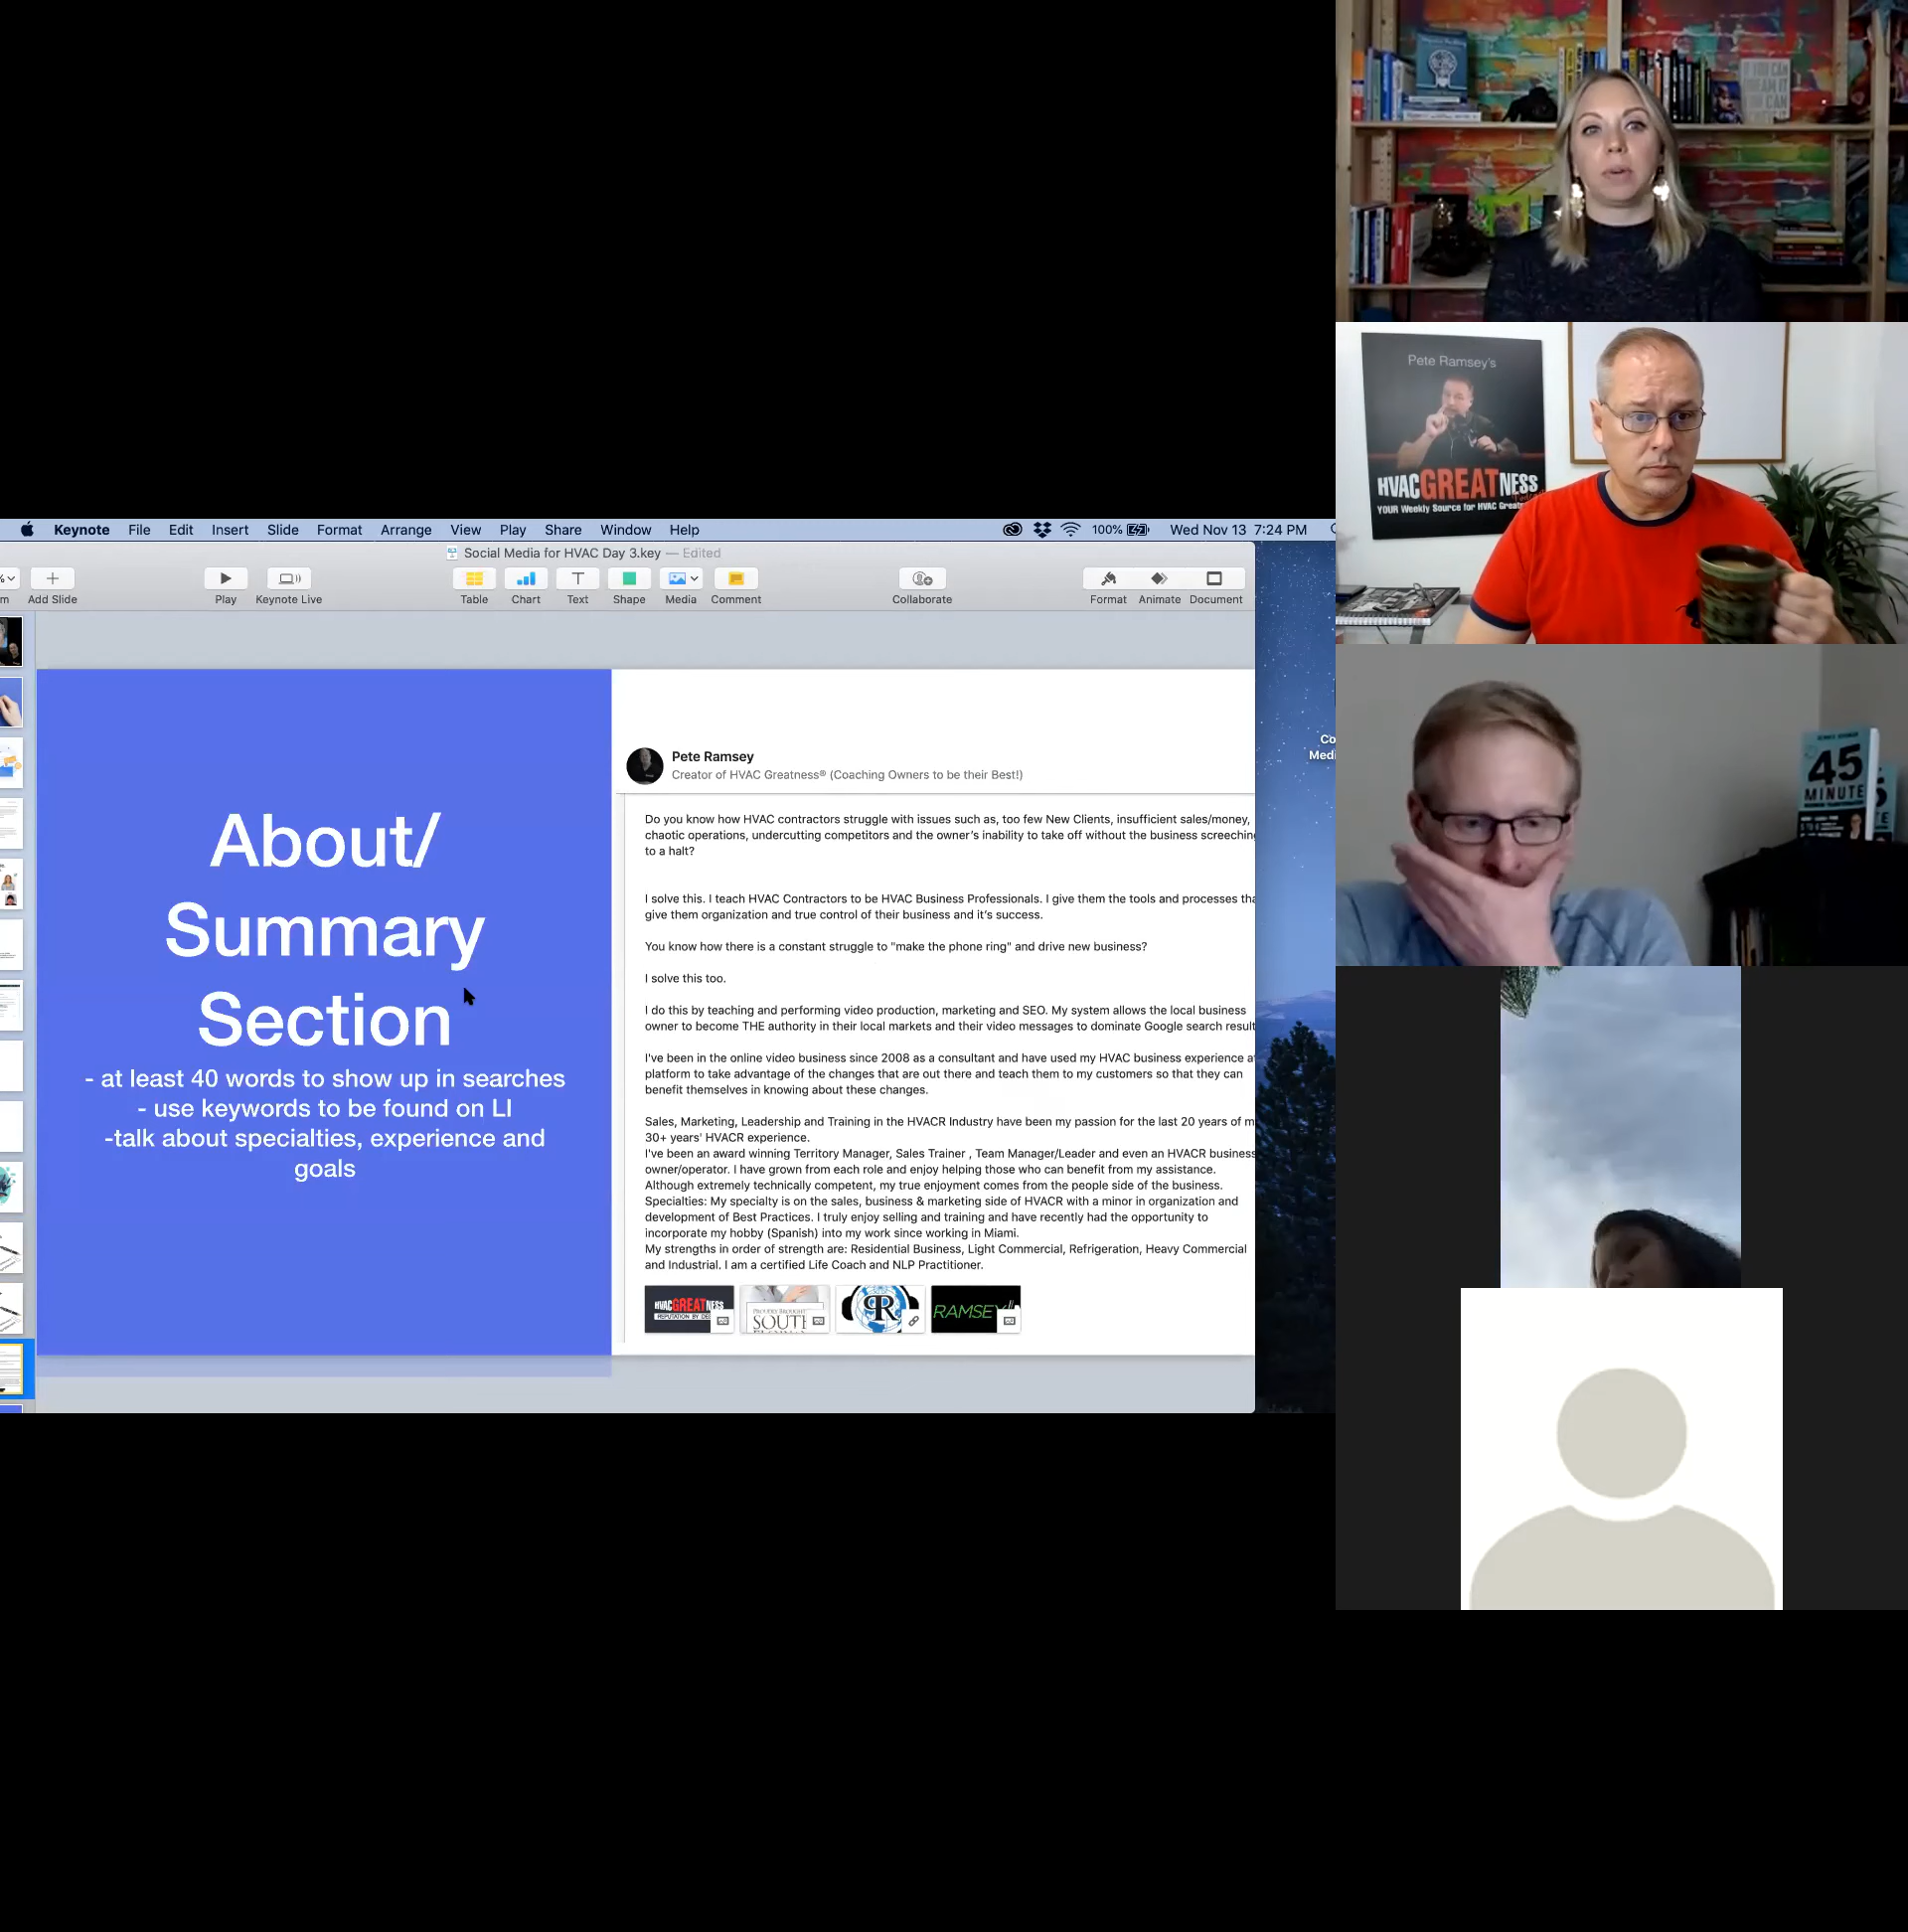 Keynote File Edit Insert Slide Format Arrange View Play Share Window Help
100% Wed Nov 13 7:24 PM
Social Media for HVAC Day 3.key — Edited
Add Slide Play Keynote Live Table Chart Text Shape Media Comment Collaborate Format Animate Document
About/
Summary
Section
- at least 40 words to show up in searches
- use keywords to be found on LI
-talk about specialties, experience and
goals
Pete Ramsey
Creator of HVAC Greatness® (Coaching Owners to be their Best!)
Do you know how HVAC contractors struggle with issues such as, too few New Clients, insufficient sales/money,
chaotic operations, undercutting competitors and the owner's inability to take off without the business screeching
to a halt?
I solve this. I teach HVAC Contractors to be HVAC Business Professionals. I give them the tools and processes tha
give them organization and true control of their business and it's success.
You know how there is a constant struggle to "make the phone ring" and drive new business?
I solve this too.
I do this by teaching and performing video production, marketing and SEO. My system allows the local business
owner to become THE authority in their local markets and their video messages to dominate Google search result
I've been in the online video business since 2008 as a consultant and have used my HVAC business experience a
platform to take advantage of the changes that are out there and teach them to my customers so that they can
benefit themselves in knowing about these changes.
Sales, Marketing, Leadership and Training in the HVACR Industry have been my passion for the last 20 years of m
30+ years' HVACR experience.
I've been an award winning Territory Manager, Sales Trainer , Team Manager/Leader and even an HVACR business
owner/operator. I have grown from each role and enjoy helping those who can benefit from my assistance.
Although extremely technically competent, my true enjoyment comes from the people side of the business.
Specialties: My specialty is on the sales, business & marketing side of HVACR with a minor in organization and
development of Best Practices. I truly enjoy selling and training and have recently had the opportunity to
incorporate my hobby (Spanish) into my work since working in Miami.
My strengths in order of strength are: Residential Business, Light Commercial, Refrigeration, Heavy Commercial
and Industrial. I am a certified Life Coach and NLP Practitioner.
HVACGREATNESS
REPUTATION BY DES
PROUDLY BROUGHT
SOUTH
R
RAMSEY
Co
Med
IF YOU CAN
DREAM IT
YOU CAN
Pete Ramsey's
HVACGREATNESS
YOUR Weekly Source for HVAC Great
45
MINUTE